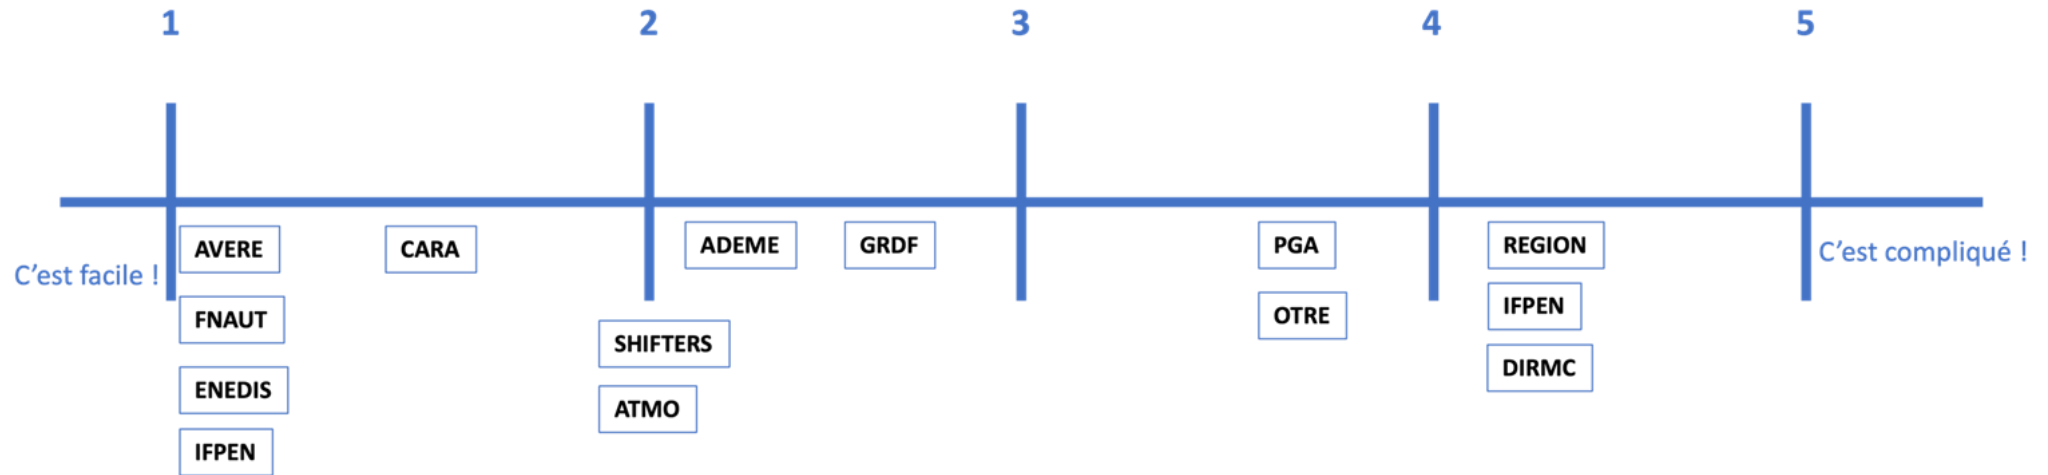 1 2 3 4 5
C'est facile !
AVERE CARA ADEME GRDF PGA REGION
C'est compliqué !
FNAUT SHIFTERS OTRE IFPEN
ENEDIS ATMO DIRMC
IFPEN